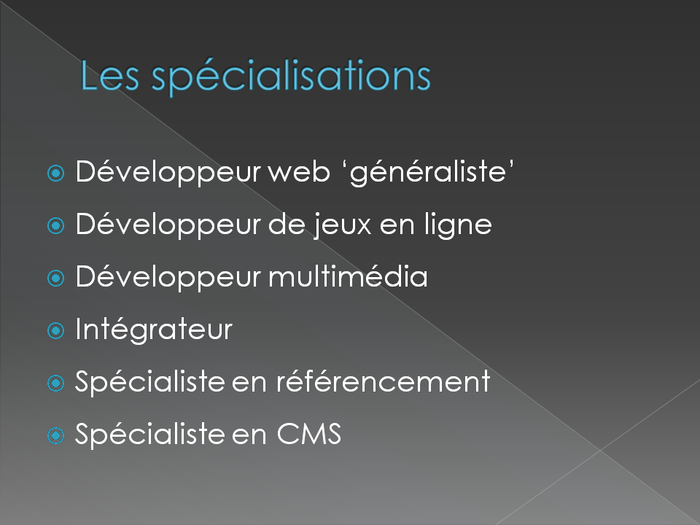 Les spécialisations
Développeur web ‘généraliste’
Développeur de jeux en ligne
Développeur multimédia
Intégrateur
Spécialiste en référencement
Spécialiste en CMS